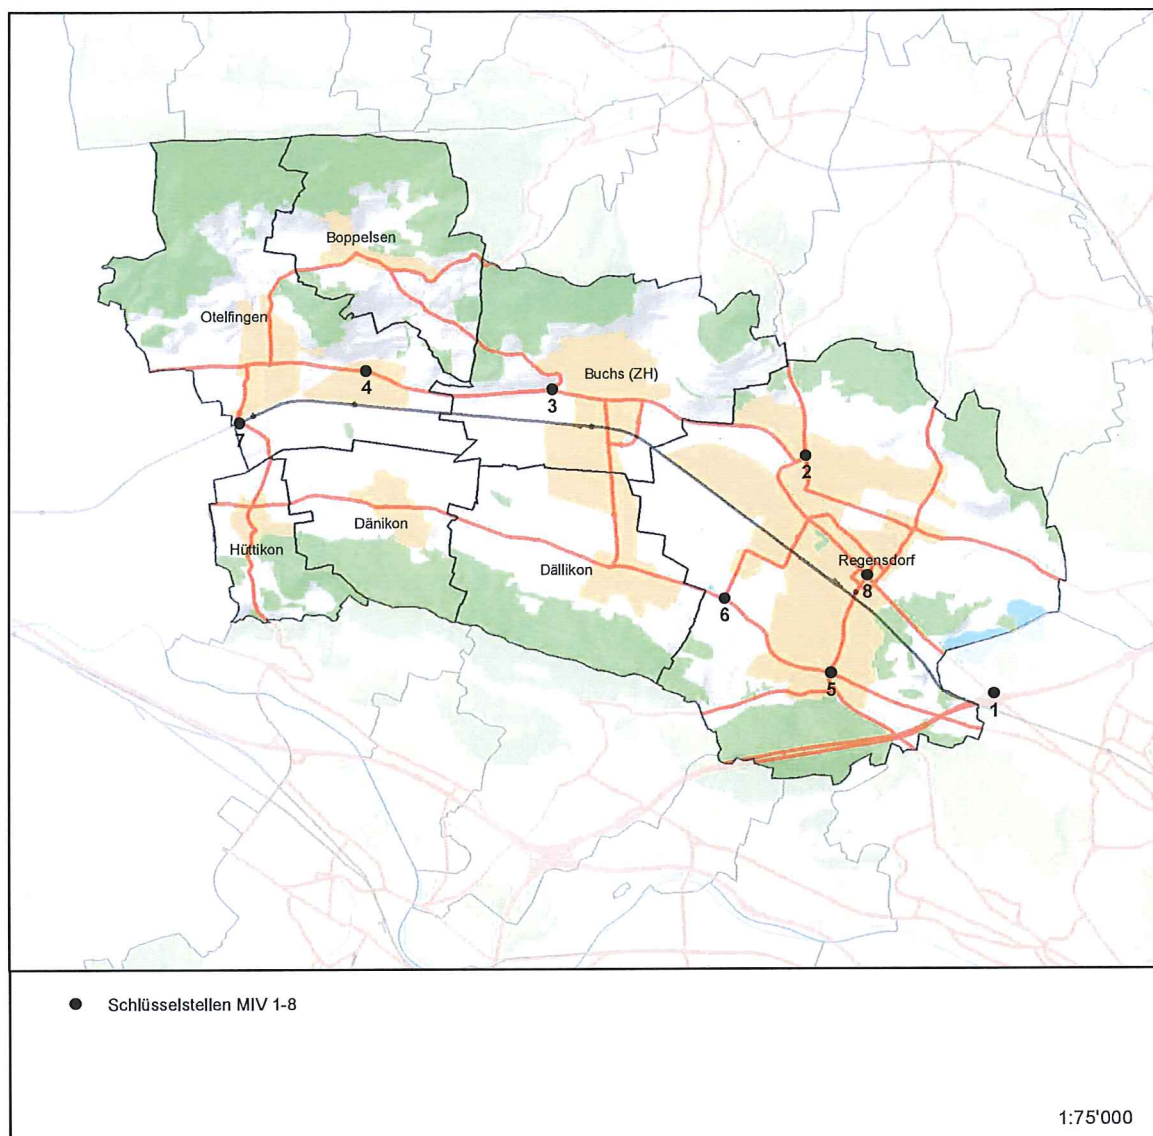 Boppelsen
Otelfingen
Buchs (ZH)
4
3
7
2
Dänikon
Hüttikon
Dällikon
Regensdorf
8
6
5
1
Schlüsselstellen MIV 1-8
1:75'000